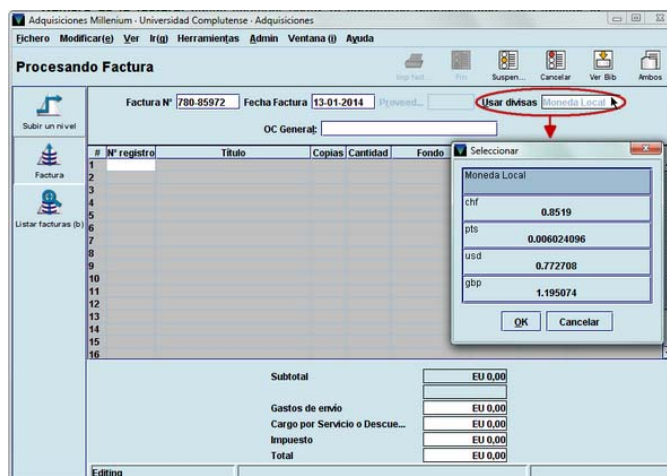 Adquisiciones Millenium · Universidad Complutense · Adquisiciones
Fichero Modificar(e) Ver Ir(g) Herramientas Admin Ventana (i) Ayuda
Procesando Factura
Imp fact... Fin Suspen... Cancelar Ver Bib Ambos
Subir un nivel
Factura
Listar facturas (b)
Factura Nº 780-85972 Fecha Factura 13-01-2014 Proveed... Usar divisas Moneda Local
OC General:
# Nº registro Título Copias Cantidad Fondo
1
2
3
4
5
6
7
8
9
10
11
12
13
14
15
16
Seleccionar
Moneda Local
chf
0.8519
pts
0.006024096
usd
0.772708
gbp
1.195074
OK Cancelar
Subtotal EU 0,00
Gastos de envío EU 0,00
Cargo por Servicio o Descue... EU 0,00
Impuesto EU 0,00
Total EU 0,00
Editing